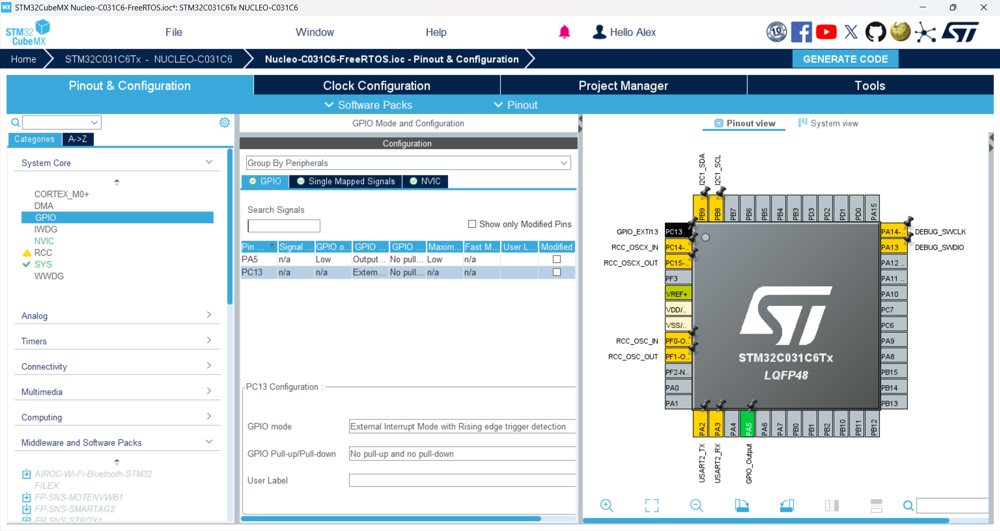 MX STM32CubeMX Nucleo-C031C6-FreeRTOS.ioc*: STM32C031C6Tx NUCLEO-C031C6
STM32
CubeMX
File
Window
Help
Hello Alex
10
Home
STM32C031C6Tx - NUCLEO-C031C6
Nucleo-C031C6-FreeRTOS.ioc - Pinout & Configuration
GENERATE CODE
Pinout & Configuration
Clock Configuration
Project Manager
Tools
Software Packs
Pinout
GPIO Mode and Configuration
Pinout view
System view
Categories
A->Z
Configuration
System Core
CORTEX_M0+
DMA
GPIO
IWDG
NVIC
RCC
SYS
WWDG
Analog
Timers
Connectivity
Multimedia
Computing
Middleware and Software Packs
AIROC-Wi-Fi-Bluetooth-STM32
FILEX
FP-SNS-MOTENVWB1
FP-SNS-SMARTAG2
FP-SNS-STBOX1
Group By Peripherals
GPIO
Single Mapped Signals
NVIC
Search Signals
Show only Modified Pins
Pin ... Signal ... GPIO o... GPIO ... GPIO ... Maxim... Fast M... User L... Modified
PA5 n/a Low Output... No pull... Low n/a
PC13 n/a n/a Extern... No pull... n/a n/a
PC13 Configuration :
GPIO mode
External Interrupt Mode with Rising edge trigger detection
GPIO Pull-up/Pull-down
No pull-up and no pull-down
User Label
I2C1_SDA
I2C1_SCL
PB9
PB8
PB7
PB6
PB5
PB4
PB3
PD3
PD2
PD1
PD0
PA15
GPIO_EXTI13 PC13
RCC_OSCX_IN PC14-..
RCC_OSCX_OUT PC15-..
PF3
VREF+
VDD/..
VSS/..
RCC_OSC_IN PF0-O..
RCC_OSC_OUT PF1-O..
PF2-N..
PA0
PA1
ST
STM32C031C6Tx
LQFP48
PA14-.. DEBUG_SWCLK
PA13 DEBUG_SWDIO
PA12 ..
PA11 ..
PA10
PC7
PC6
PA9
PA8
PB15
PB14
PB13
PA2
PA3
PA4
PA5
PA6
PA7
PB0
PB1
PB2
PB10
PB11
PB12
USART2_TX
USART2_RX
GPIO_Output